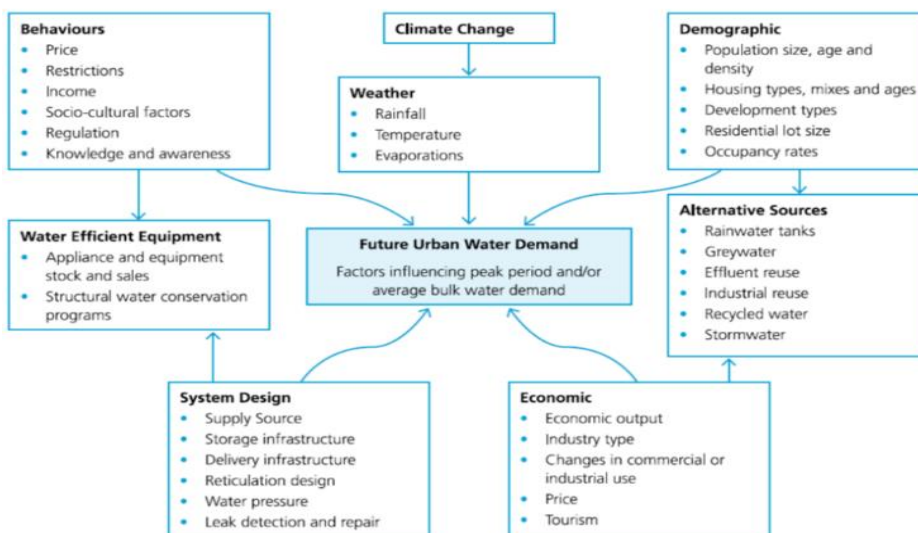 Behaviours
• Price
• Restrictions
• Income
• Socio-cultural factors
• Regulation
• Knowledge and awareness
Climate Change
Weather
• Rainfall
• Temperature
• Evaporations
Demographic
• Population size, age and
density
• Housing types, mixes and ages
• Development types
• Residential lot size
• Occupancy rates
Water Efficient Equipment
• Appliance and equipment
stock and sales
• Structural water conservation
programs
Future Urban Water Demand
Factors influencing peak period and/or
average bulk water demand
Alternative Sources
• Rainwater tanks
• Greywater
• Effluent reuse
• Industrial reuse
• Recycled water
• Stormwater
System Design
• Supply Source
• Storage infrastructure
• Delivery infrastructure
• Reticulation design
• Water pressure
• Leak detection and repair
Economic
• Economic output
• Industry type
• Changes in commercial or
industrial use
• Price
• Tourism